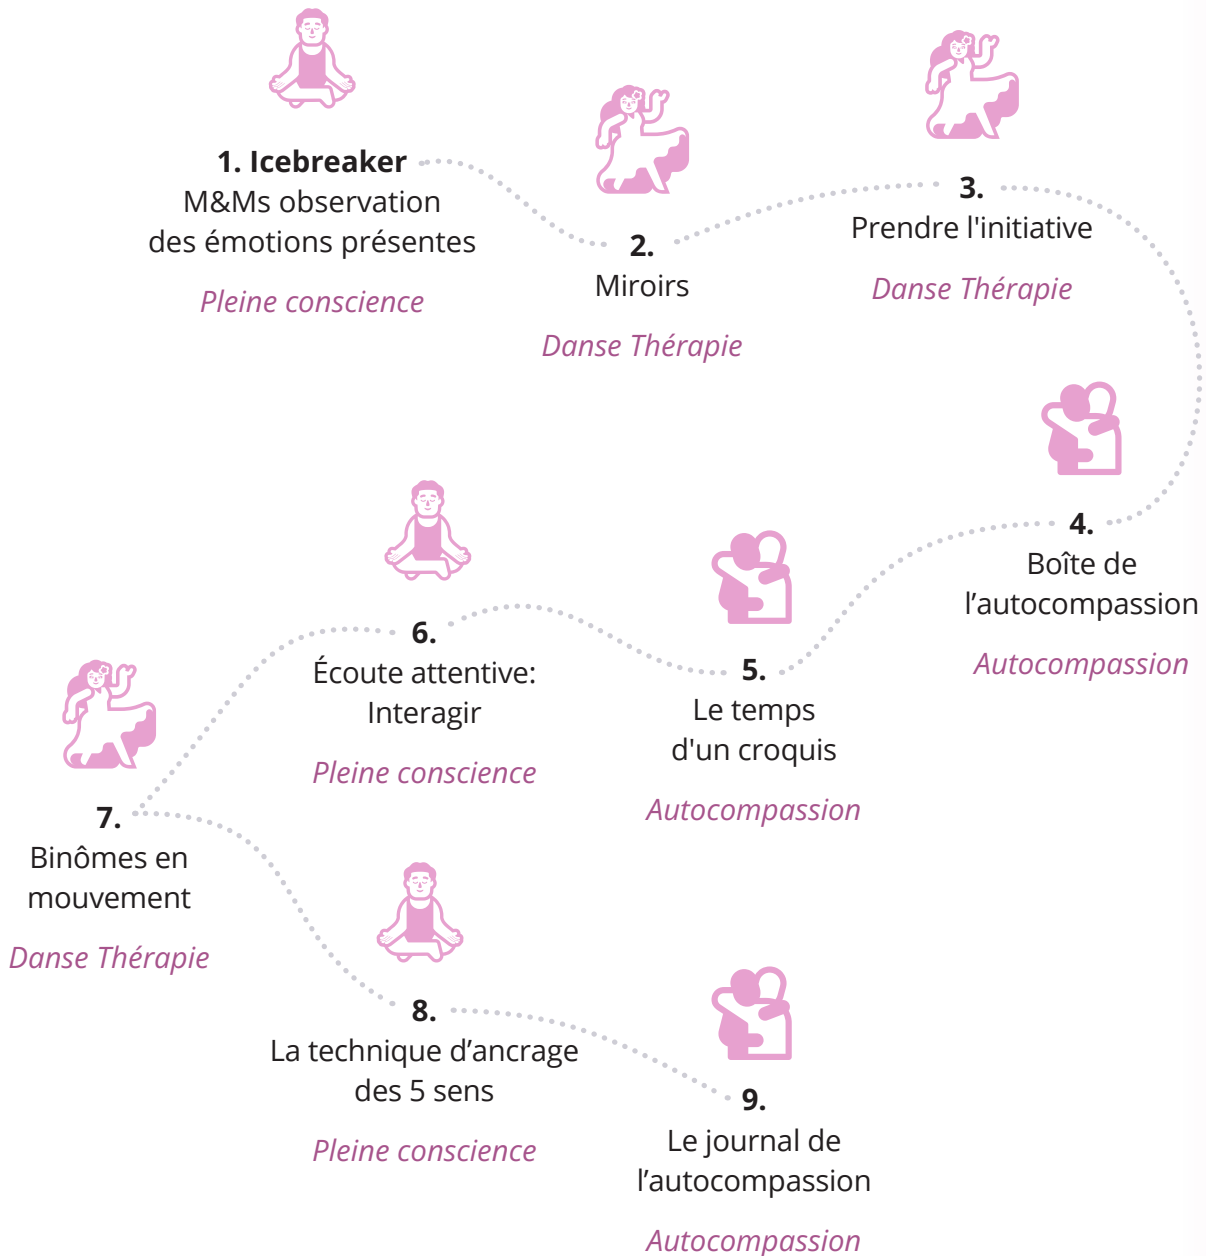 1. Icebreaker
M&Ms observation
des émotions présentes
Pleine conscience
2.
Miroirs
Danse Thérapie
3.
Prendre l'initiative
Danse Thérapie
4.
Boîte de
l’autocompassion
Autocompassion
5.
Le temps
d'un croquis
Autocompassion
6.
Écoute attentive:
Interagir
Pleine conscience
7.
Binômes en
mouvement
Danse Thérapie
8.
La technique d’ancrage
des 5 sens
Pleine conscience
9.
Le journal de
l’autocompassion
Autocompassion